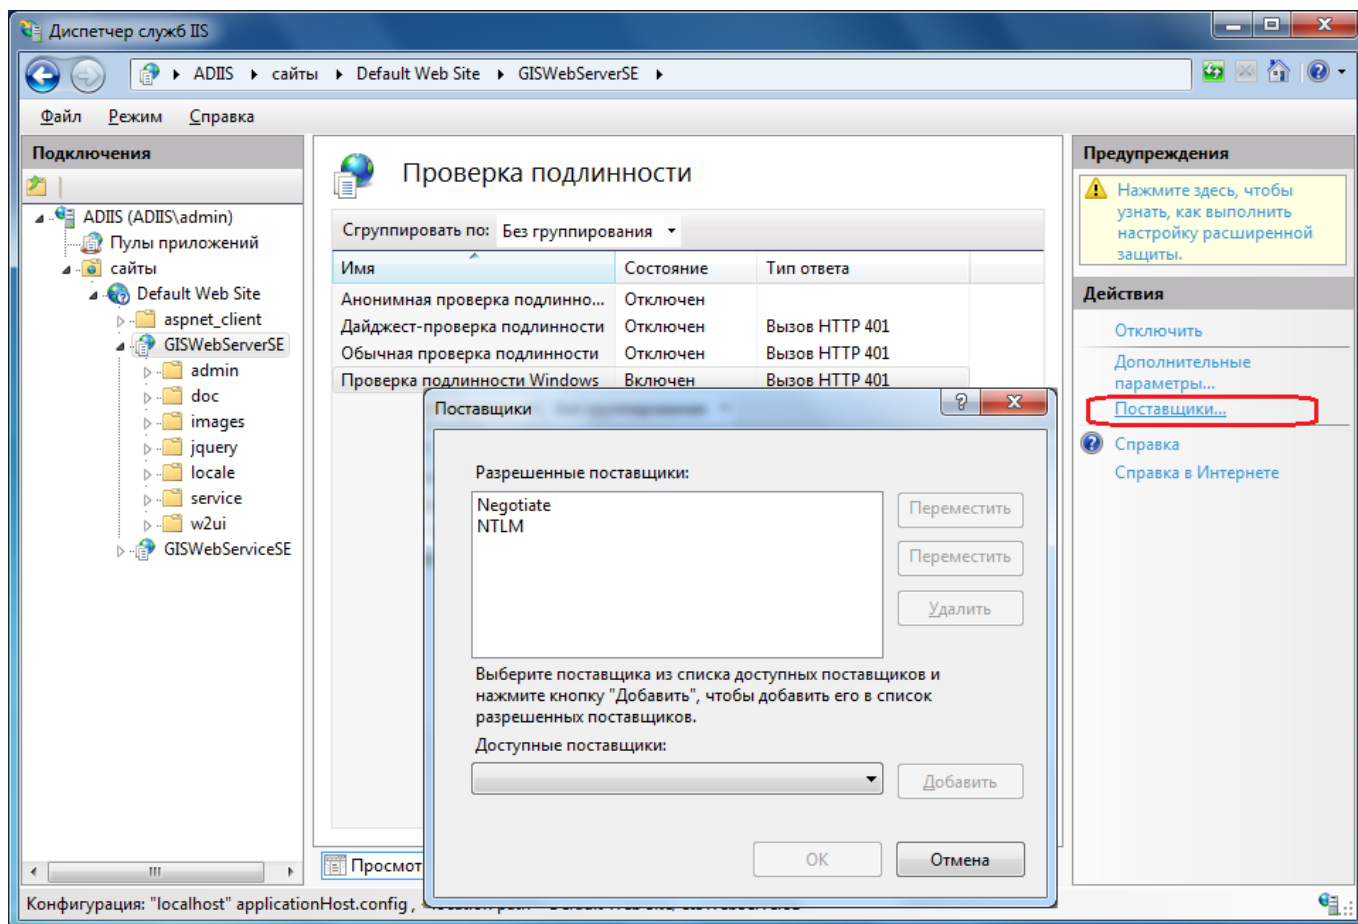 Диспетчер служб IIS
ADIIS сайты Default Web Site GISWebServerSE
Файл Режим Справка
Подключения
ADIIS (ADIIS\admin)
Пулы приложений
сайты
Default Web Site
aspnet_client
GISWebServerSE
admin
doc
images
jquery
locale
service
w2ui
GISWebServiceSE
Проверка подлинности
Сгруппировать по: Без группирования
Имя Состояние Тип ответа
Анонимная проверка подлинно... Отключен
Дайджест-проверка подлинности Отключен Вызов HTTP 401
Обычная проверка подлинности Отключен Вызов HTTP 401
Проверка подлинности Windows Включен Вызов HTTP 401
Поставщики
Разрешенные поставщики:
Negotiate
NTLM
Переместить
Переместить
Удалить
Выберите поставщика из списка доступных поставщиков и
нажмите кнопку "Добавить", чтобы добавить его в список
разрешенных поставщиков.
Доступные поставщики:
Добавить
OK Отмена
Просмот
Предупреждения
Нажмите здесь, чтобы
узнать, как выполнить
настройку расширенной
защиты.
Действия
Отключить
Дополнительные
параметры...
Поставщики...
Справка
Справка в Интернете
Конфигурация: "localhost" applicationHost.config ,